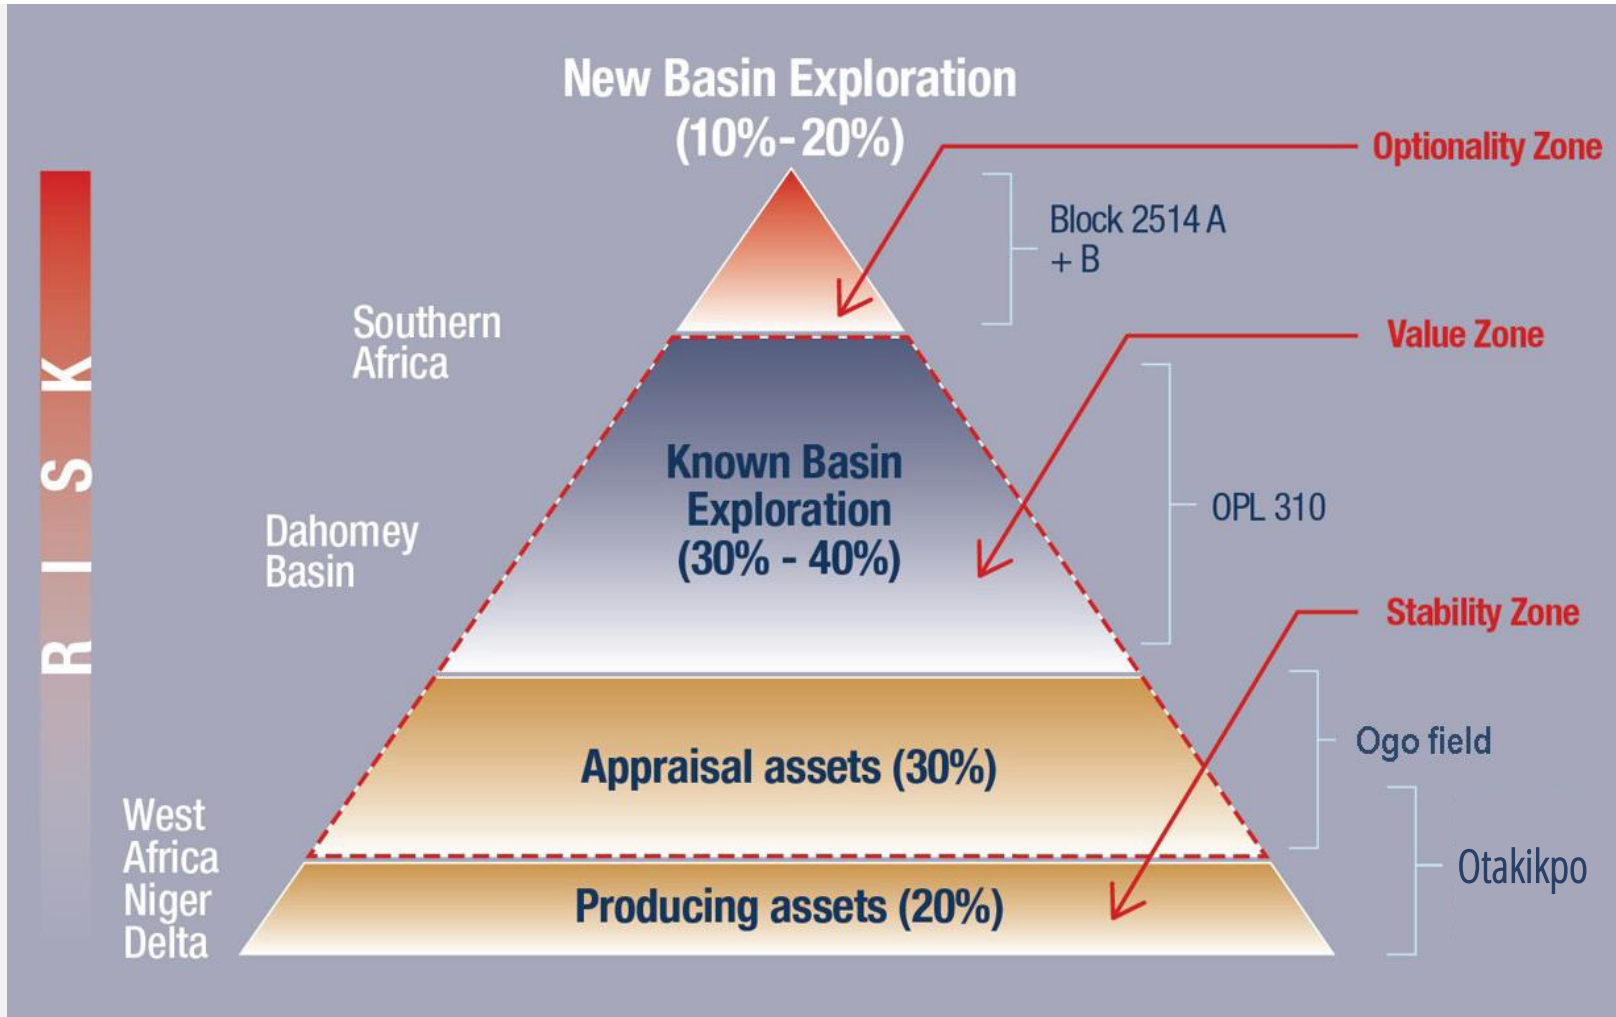 New Basin Exploration
(10%-20%)
Optionality Zone
Block 2514 A
+ B
Southern
Africa
Value Zone
Known Basin
Exploration
(30% - 40%)
OPL 310
Dahomey
Basin
Stability Zone
RISK
Appraisal assets (30%)
Ogo field
West
Africa
Niger
Delta
Producing assets (20%)
Otakikpo